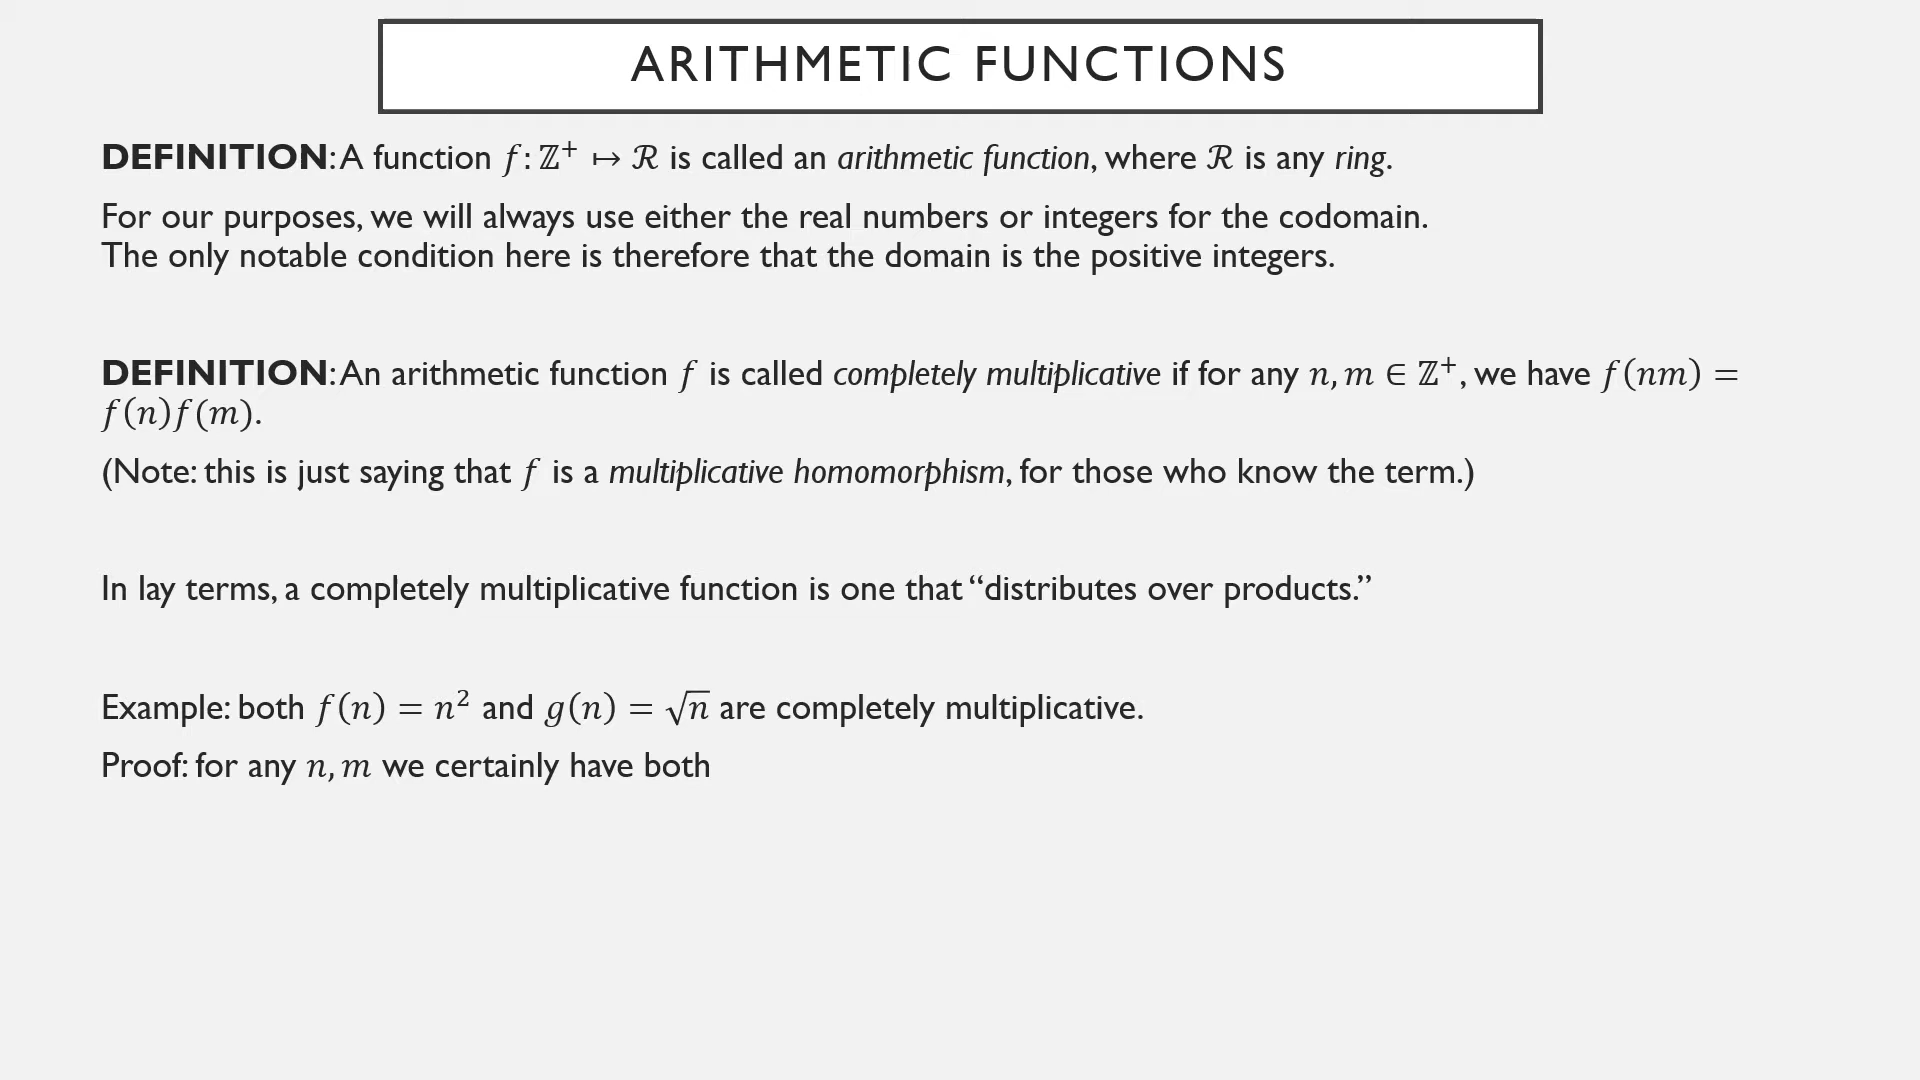 ARITHMETIC FUNCTIONS
DEFINITION: A function 𝑓: ℤ⁺ ↦ ℛ is called an arithmetic function, where ℛ is any ring.
For our purposes, we will always use either the real numbers or integers for the codomain.
The only notable condition here is therefore that the domain is the positive integers.
DEFINITION: An arithmetic function 𝑓 is called completely multiplicative if for any 𝑛, 𝑚 ∈ ℤ⁺, we have 𝑓(𝑛𝑚) =
𝑓(𝑛)𝑓(𝑚).
(Note: this is just saying that 𝑓 is a multiplicative homomorphism, for those who know the term.)
In lay terms, a completely multiplicative function is one that “distributes over products.”
Example: both 𝑓(𝑛) = 𝑛² and 𝑔(𝑛) = √𝑛 are completely multiplicative.
Proof: for any 𝑛, 𝑚 we certainly have both